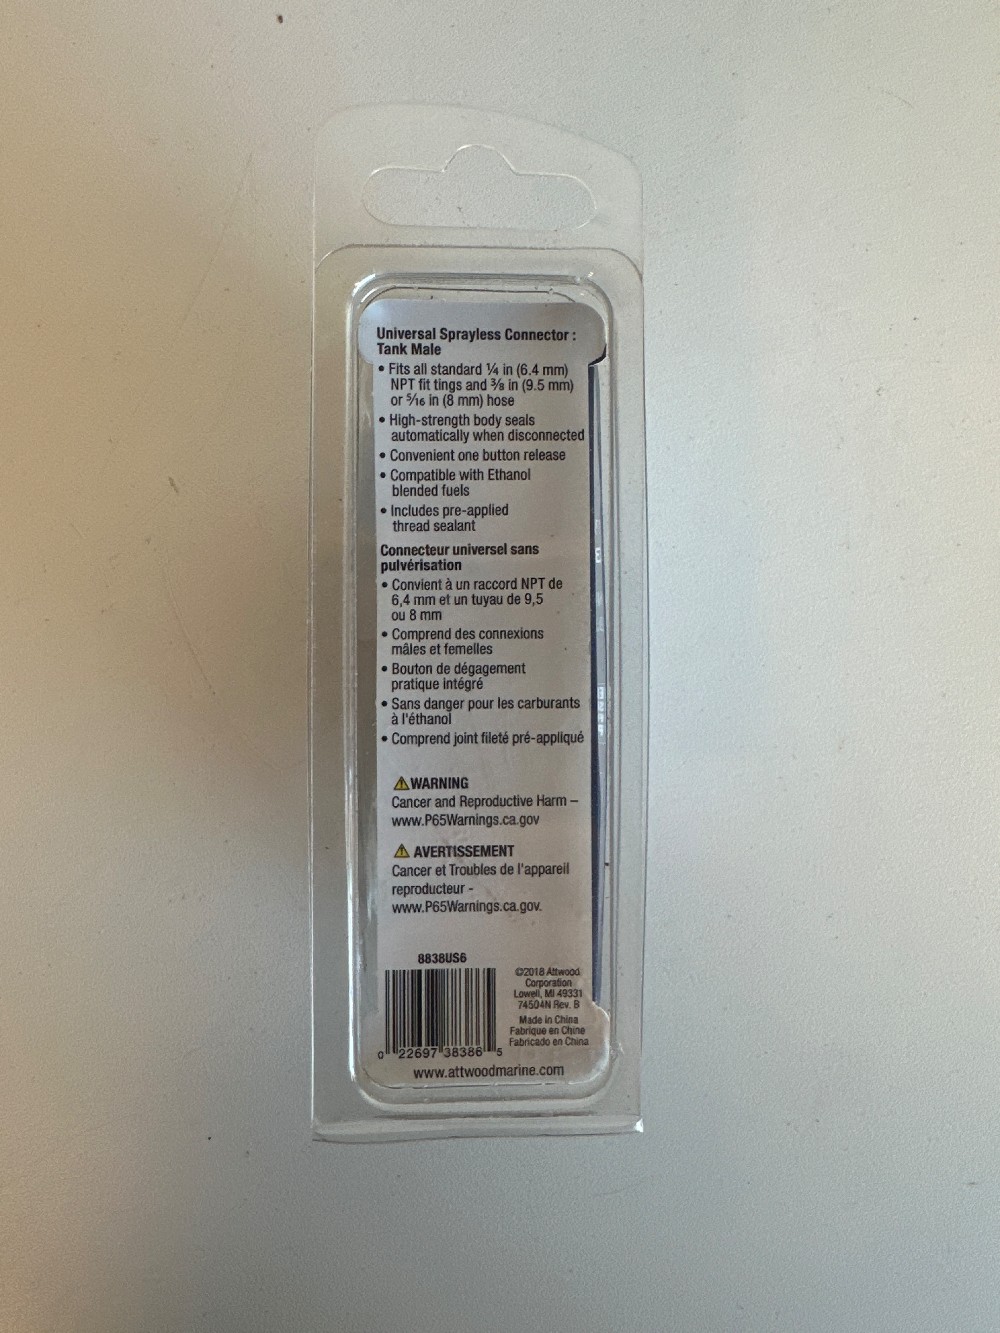 Universal Sprayless Connector :
Tank Male
• Fits all standard ¼ in (6.4 mm)
NPT fit tings and ⅜ in (9.5 mm)
or 5⁄16 in (8 mm) hose
• High-strength body seals
automatically when disconnected
• Convenient one button release
• Compatible with Ethanol
blended fuels
• Includes pre-applied
thread sealant
Connecteur universel sans
pulvérisation
• Convient à un raccord NPT de
6,4 mm et un tuyau de 9,5
ou 8 mm
• Comprend des connexions
mâles et femelles
• Bouton de dégagement
pratique intégré
• Sans danger pour les carburants
à l'éthanol
• Comprend joint fileté pré-appliqué
⚠WARNING
Cancer and Reproductive Harm –
www.P65Warnings.ca.gov
⚠ AVERTISSEMENT
Cancer et Troubles de l'appareil
reproducteur -
www.P65Warnings.ca.gov.
8838US6
0 22697 38386 5
©2018 Attwood
Corporation
Lowell, MI 49331
74504N Rev. B
Made in China
Fabrique en Chine
Fabricado en China
www.attwoodmarine.com